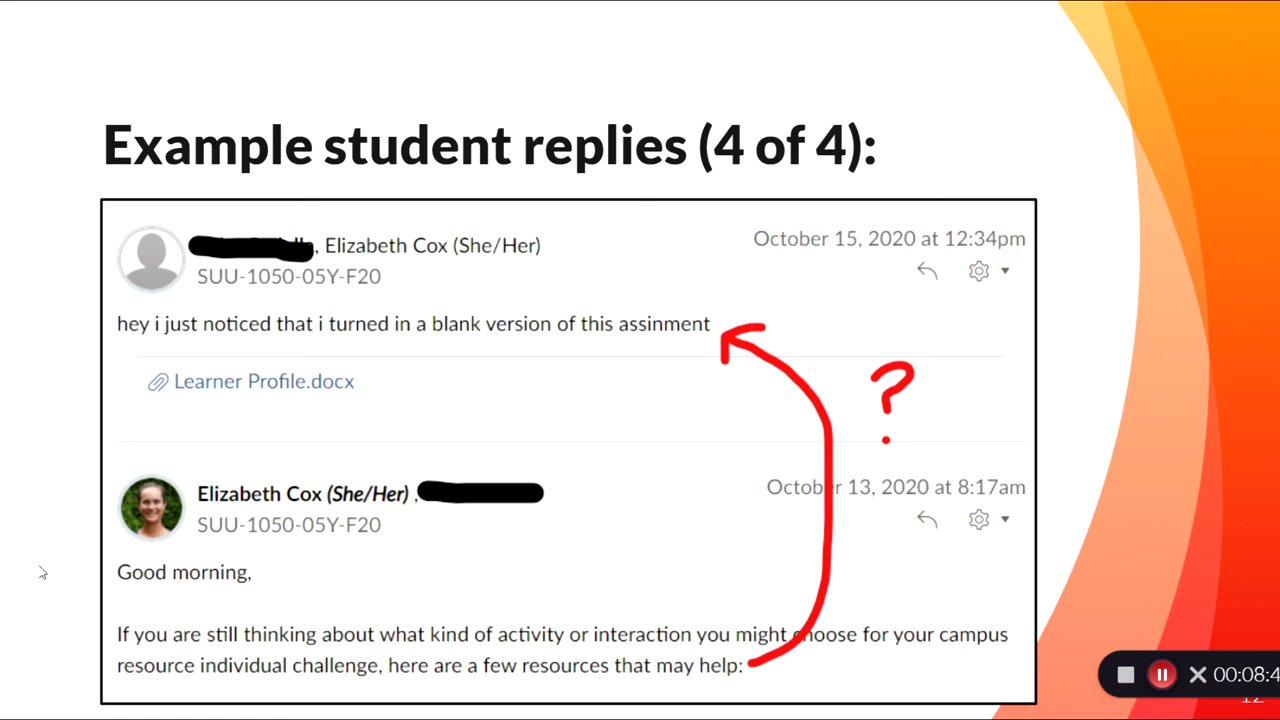 Example student replies (4 of 4):
, Elizabeth Cox (She/Her)
October 15, 2020 at 12:34pm
SUU-1050-05Y-F20
hey i just noticed that i turned in a blank version of this assinment
Learner Profile.docx
?
Elizabeth Cox (She/Her) ,
October 13, 2020 at 8:17am
SUU-1050-05Y-F20
Good morning,
If you are still thinking about what kind of activity or interaction you might choose for your campus
resource individual challenge, here are a few resources that may help:
00:08:4
12